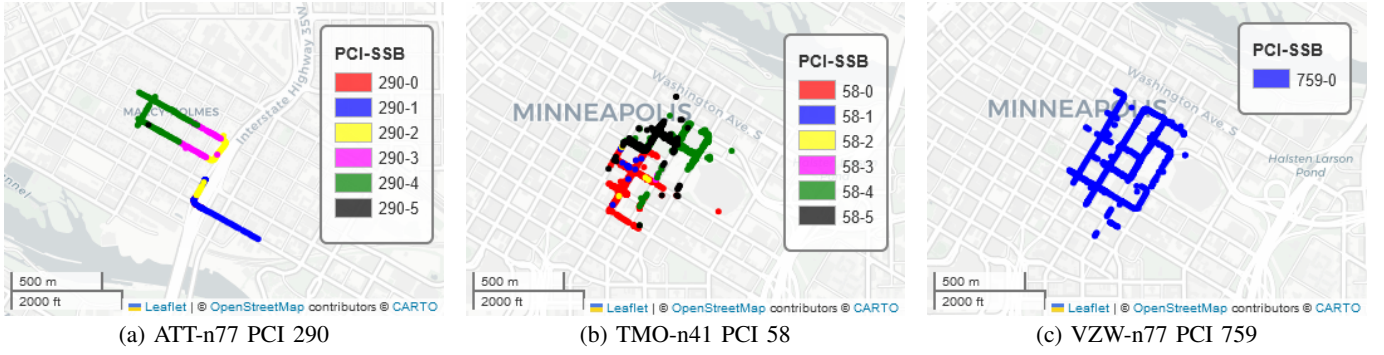 Interstate Highway 35W
MARCY-HOLMES
PCI-SSB
290-0
290-1
290-2
290-3
290-4
290-5
500 m
2000 ft
Leaflet | © OpenStreetMap contributors © CARTO
(a) ATT-n77 PCI 290
Washington Ave. S
MINNEAPOLIS
PCI-SSB
58-0
58-1
58-2
58-3
58-4
58-5
500 m
2000 ft
Leaflet | © OpenStreetMap contributors © CARTO
(b) TMO-n41 PCI 58
Washington Ave. S
MINNEAPOLIS
Halsten Larson
Pond
PCI-SSB
759-0
500 m
2000 ft
Leaflet | © OpenStreetMap contributors © CARTO
(c) VZW-n77 PCI 759